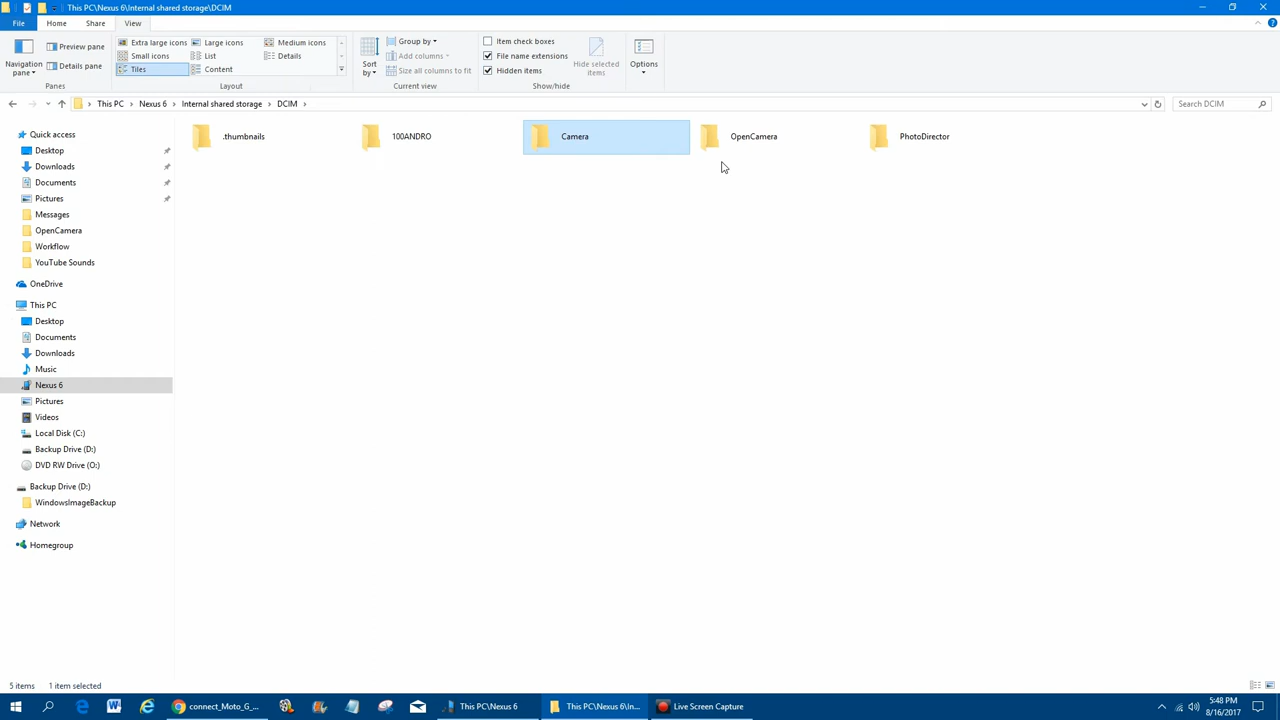 This PC\Nexus 6\Internal shared storage\DCIM
File Home Share View
Navigation pane
Preview pane
Details pane
Panes
Extra large icons Large icons Medium icons
Small icons List Details
Tiles Content
Layout
Sort by
Group by
Add columns
Size all columns to fit
Current view
Item check boxes
File name extensions
Hidden items
Hide selected items
Show/hide
Options
This PC Nexus 6 Internal shared storage DCIM
Search DCIM
Quick access
Desktop
Downloads
Documents
Pictures
Messages
OpenCamera
Workflow
YouTube Sounds
OneDrive
This PC
Desktop
Documents
Downloads
Music
Nexus 6
Pictures
Videos
Local Disk (C:)
Backup Drive (D:)
DVD RW Drive (O:)
Backup Drive (D:)
WindowsImageBackup
Network
Homegroup
.thumbnails 100ANDRO Camera OpenCamera PhotoDirector
5 items 1 item selected
connect_Moto_G_... This PC\Nexus 6 This PC\Nexus 6\In... Live Screen Capture
5:48 PM
8/16/2017